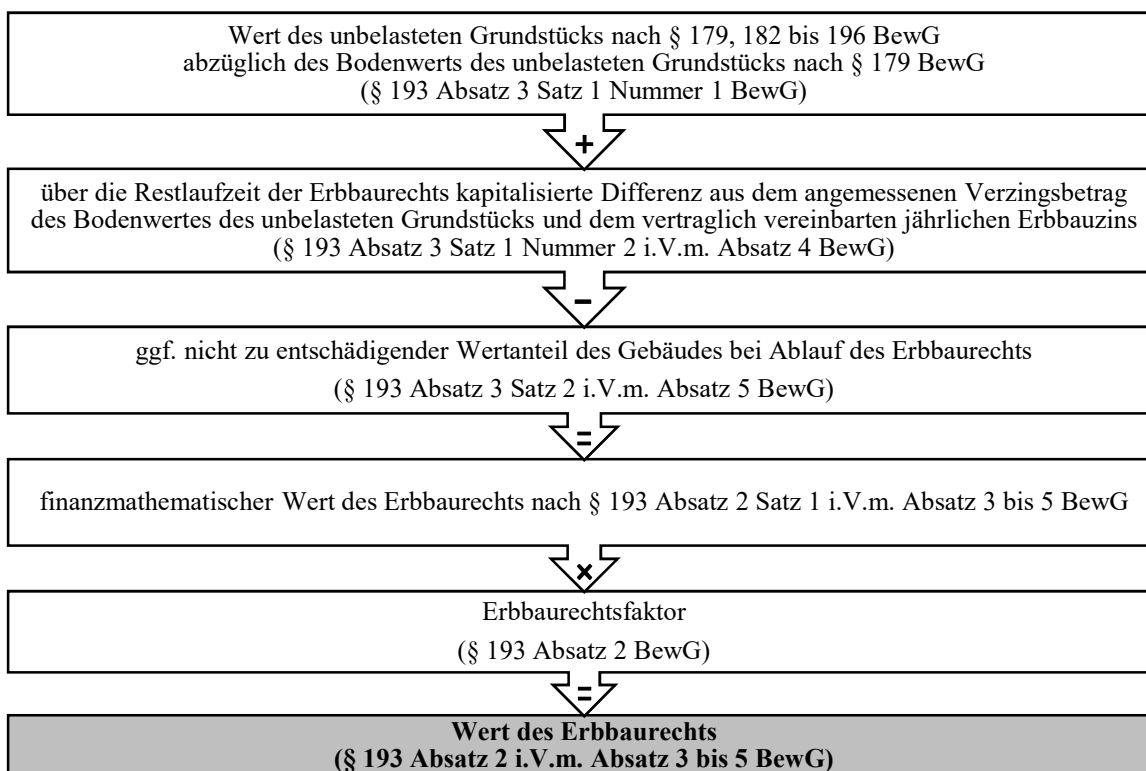 Wert des unbelasteten Grundstücks nach § 179, 182 bis 196 BewG
abzüglich des Bodenwerts des unbelasteten Grundstücks nach § 179 BewG
(§ 193 Absatz 3 Satz 1 Nummer 1 BewG)
+
über die Restlaufzeit der Erbbaurechts kapitalisierte Differenz aus dem angemessenen Verzingsbetrag
des Bodenwertes des unbelasteten Grundstücks und dem vertraglich vereinbarten jährlichen Erbbauzins
(§ 193 Absatz 3 Satz 1 Nummer 2 i.V.m. Absatz 4 BewG)
−
ggf. nicht zu entschädigender Wertanteil des Gebäudes bei Ablauf des Erbbaurechts
(§ 193 Absatz 3 Satz 2 i.V.m. Absatz 5 BewG)
=
finanzmathematischer Wert des Erbbaurechts nach § 193 Absatz 2 Satz 1 i.V.m. Absatz 3 bis 5 BewG
×
Erbbaurechtsfaktor
(§ 193 Absatz 2 BewG)
=
Wert des Erbbaurechts
(§ 193 Absatz 2 i.V.m. Absatz 3 bis 5 BewG)